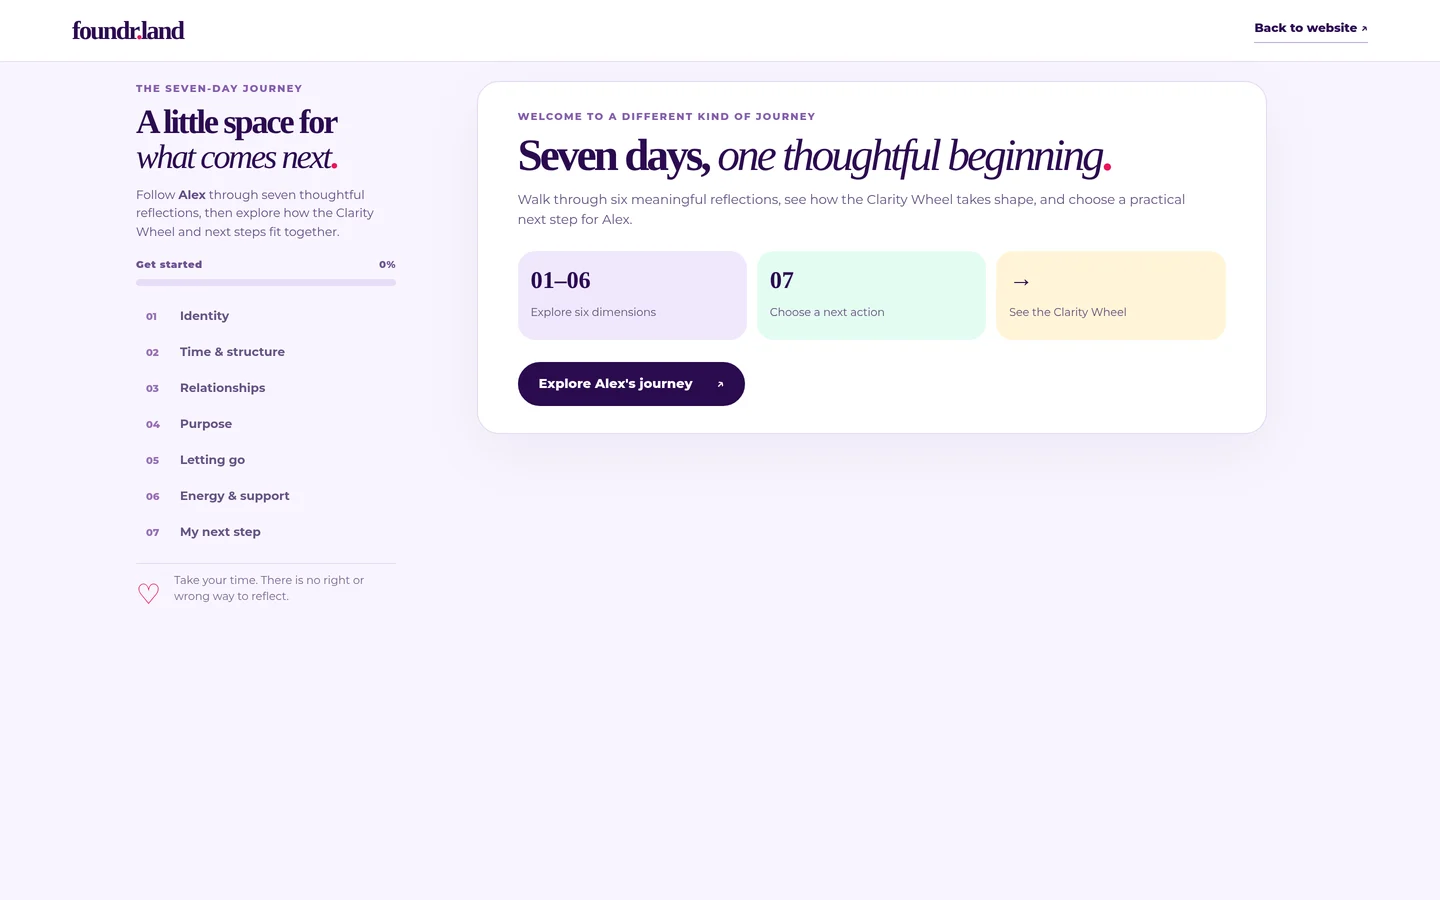 foundr.land
Back to website ↗
THE SEVEN-DAY JOURNEY
A little space for
what comes next.
Follow Alex through seven thoughtful
reflections, then explore how the Clarity
Wheel and next steps fit together.
Get started 0%
01 Identity
02 Time & structure
03 Relationships
04 Purpose
05 Letting go
06 Energy & support
07 My next step
♡ Take your time. There is no right or
wrong way to reflect.
WELCOME TO A DIFFERENT KIND OF JOURNEY
Seven days, one thoughtful beginning.
Walk through six meaningful reflections, see how the Clarity Wheel takes shape, and choose a practical
next step for Alex.
01–06
Explore six dimensions
07
Choose a next action
→
See the Clarity Wheel
Explore Alex's journey ↗